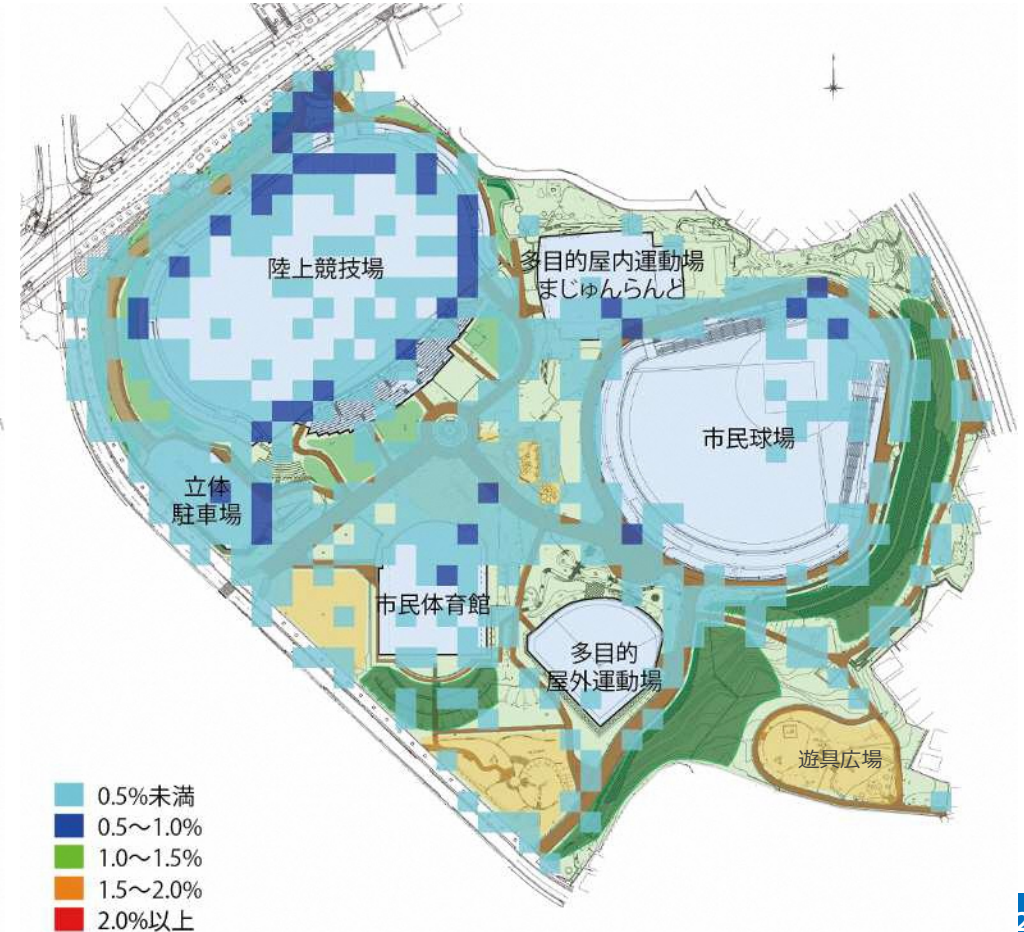 陸上競技場
多目的屋内運動場
まじゅんらんど
市民球場
立体
駐車場
市民体育館
多目的
屋外運動場
遊具広場
0.5%未満
0.5〜1.0%
1.0〜1.5%
1.5〜2.0%
2.0%以上